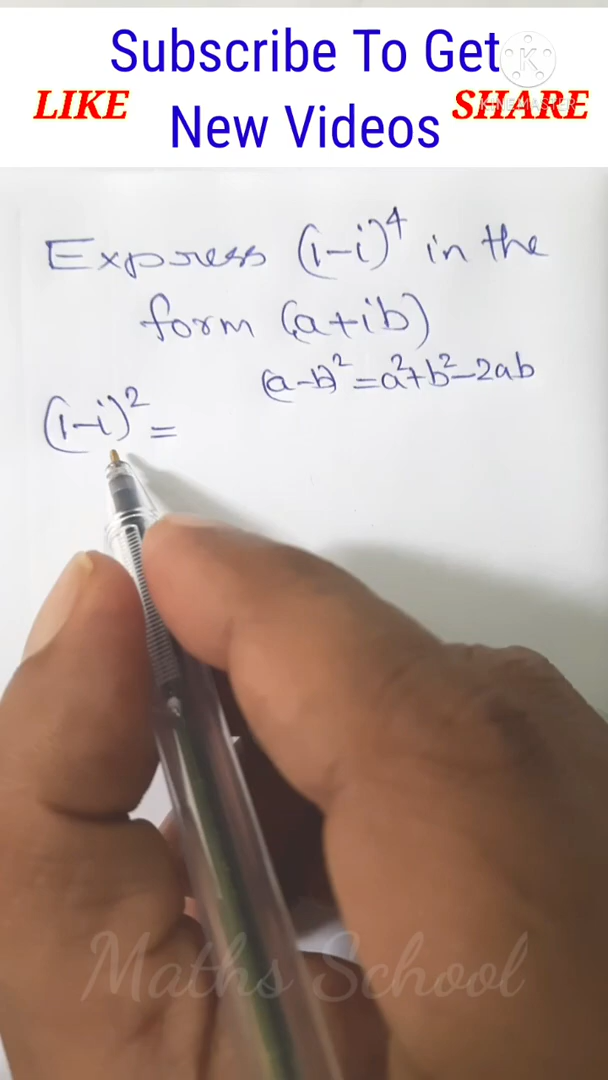 Subscribe To Get
LIKE
New Videos
SHARE
K
KINEMASTER
Express (1-i)⁴ in the
form (a+ib)
(a-b)²=a²+b²-2ab
(1-i)²=
Maths School